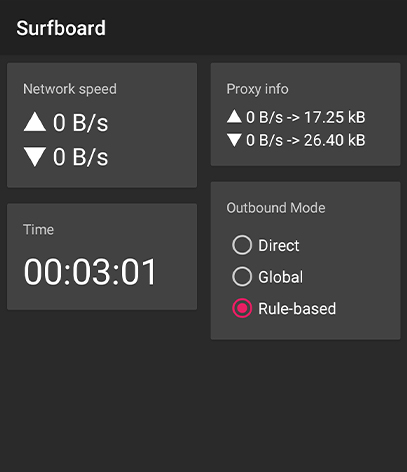 Surfboard
Network speed
▲ 0 B/s
▼ 0 B/s
Time
00:03:01
Proxy info
▲ 0 B/s -> 17.25 kB
▼ 0 B/s -> 26.40 kB
Outbound Mode
Direct
Global
Rule-based